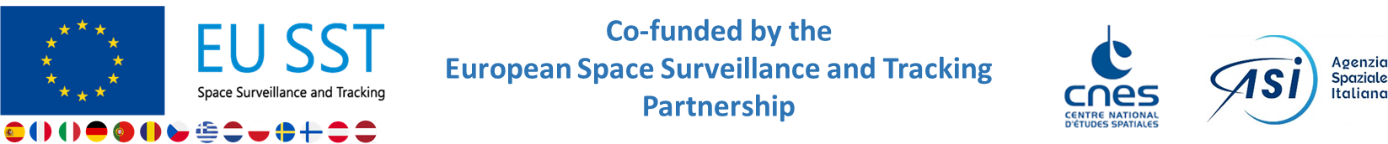 EU SST
Space Surveillance and Tracking
Co-funded by the
European Space Surveillance and Tracking
Partnership
cnes
CENTRE NATIONAL
D'ÉTUDES SPATIALES
ASI
Agenzia
Spaziale
Italiana